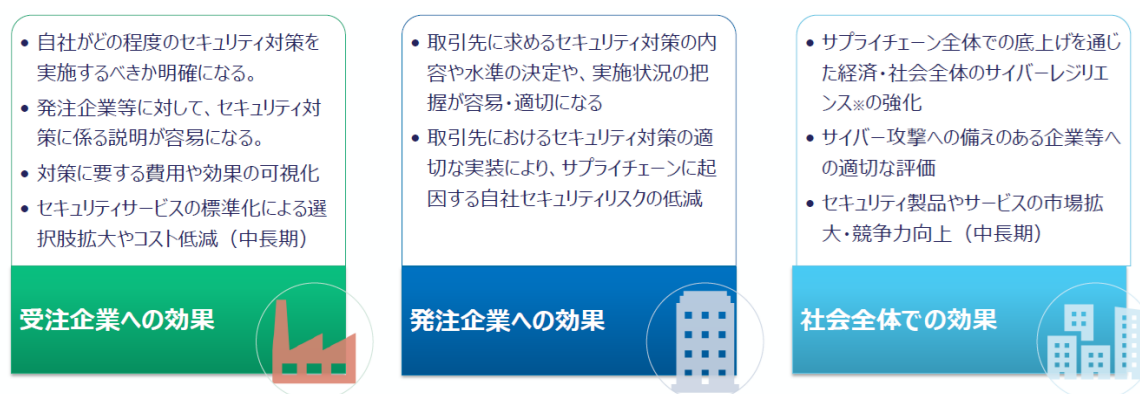 • 自社がどの程度のセキュリティ対策を
実施するべきか明確になる。
• 発注企業等に対して、セキュリティ対
策に係る説明が容易になる。
• 対策に要する費用や効果の可視化
• セキュリティサービスの標準化による選
択肢拡大やコスト低減（中長期）
受注企業への効果
• 取引先に求めるセキュリティ対策の内
容や水準の決定や、実施状況の把
握が容易・適切になる
• 取引先におけるセキュリティ対策の適
切な実装により、サプライチェーンに起
因する自社セキュリティリスクの低減
発注企業への効果
• サプライチェーン全体での底上げを通じ
た経済・社会全体のサイバーレジリエ
ンス※の強化
• サイバー攻撃への備えのある企業等へ
の適切な評価
• セキュリティ製品やサービスの市場拡
大・競争力向上（中長期）
社会全体での効果